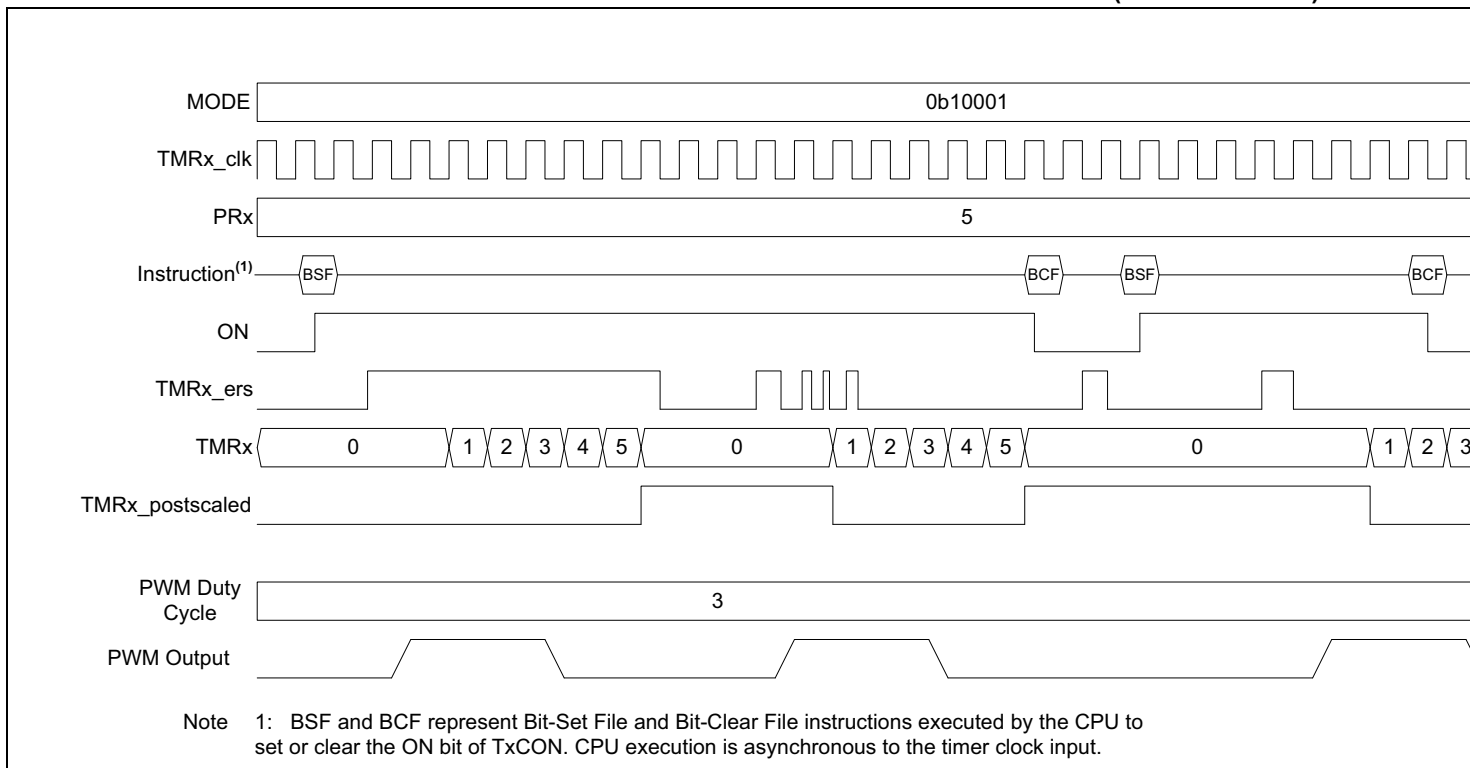 MODE 0b10001
TMRx_clk
PRx 5
Instruction(1) BSF BCF BSF BCF
ON
TMRx_ers
TMRx 0 1 2 3 4 5 0 1 2 3 4 5 0 1 2 3
TMRx_postscaled
PWM Duty
Cycle 3
PWM Output
Note 1: BSF and BCF represent Bit-Set File and Bit-Clear File instructions executed by the CPU to
set or clear the ON bit of TxCON. CPU execution is asynchronous to the timer clock input.